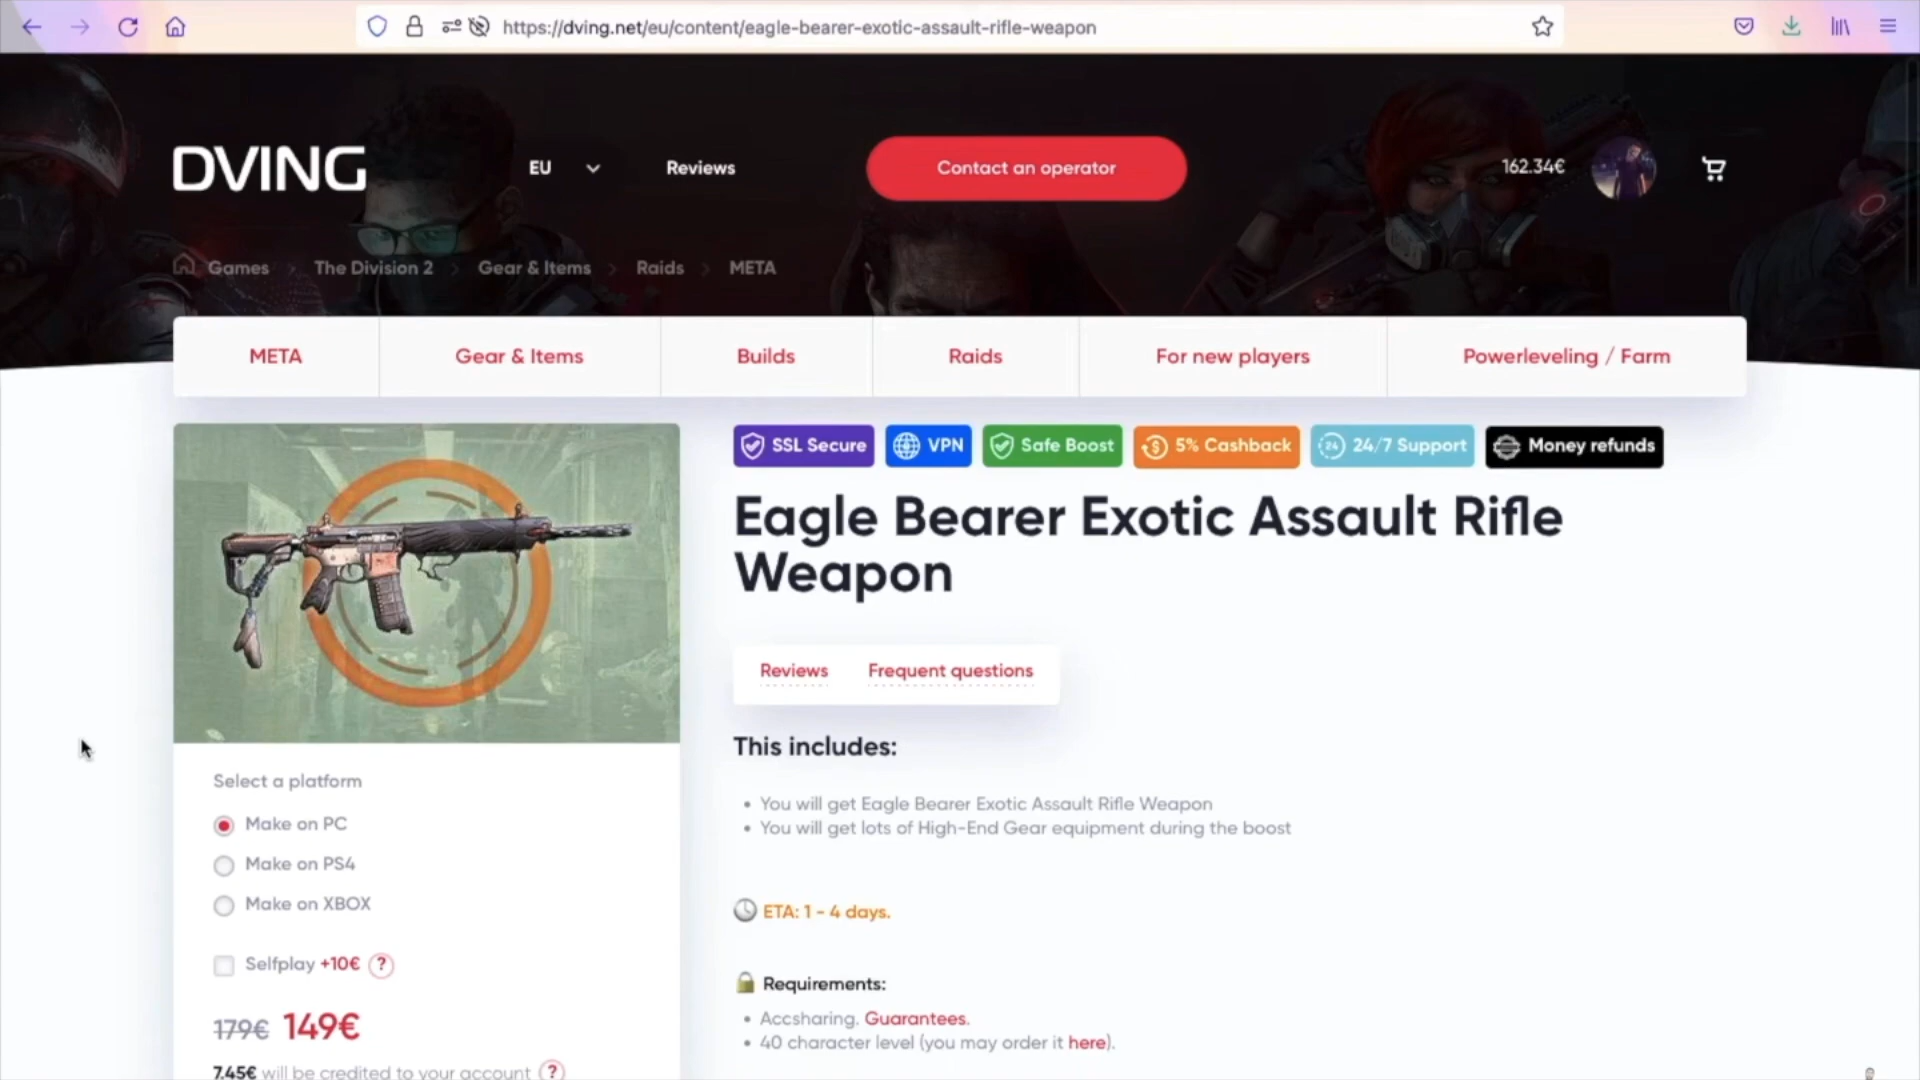 https://dving.net/eu/content/eagle-bearer-exotic-assault-rifle-weapon
DVING
EU
Reviews
Contact an operator
162.34€
Games
The Division 2
Gear & Items
Raids
META
META
Gear & Items
Builds
Raids
For new players
Powerleveling / Farm
SSL Secure
VPN
Safe Boost
5% Cashback
24
24/7 Support
Money refunds
Eagle Bearer Exotic Assault Rifle
Weapon
Reviews
Frequent questions
This includes:
• You will get Eagle Bearer Exotic Assault Rifle Weapon
• You will get lots of High-End Gear equipment during the boost
ETA: 1 - 4 days.
Requirements:
• Accsharing. Guarantees.
• 40 character level (you may order it here).
Select a platform
Make on PC
Make on PS4
Make on XBOX
Selfplay +10€ ?
179€ 149€
7.45€ will be credited to your account ?